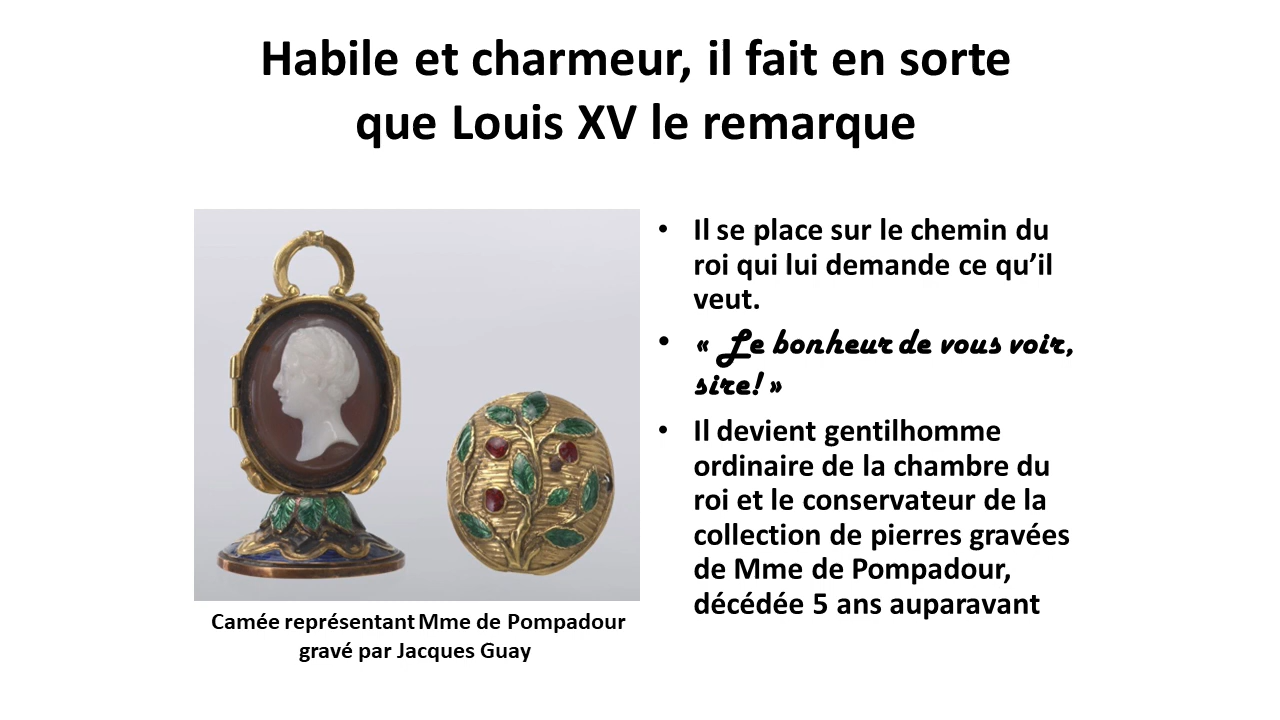 Habile et charmeur, il fait en sorte
que Louis XV le remarque
• Il se place sur le chemin du
roi qui lui demande ce qu’il
veut.
• « Le bonheur de vous voir,
sire! »
• Il devient gentilhomme
ordinaire de la chambre du
roi et le conservateur de la
collection de pierres gravées
de Mme de Pompadour,
décédée 5 ans auparavant
Camée représentant Mme de Pompadour
gravé par Jacques Guay